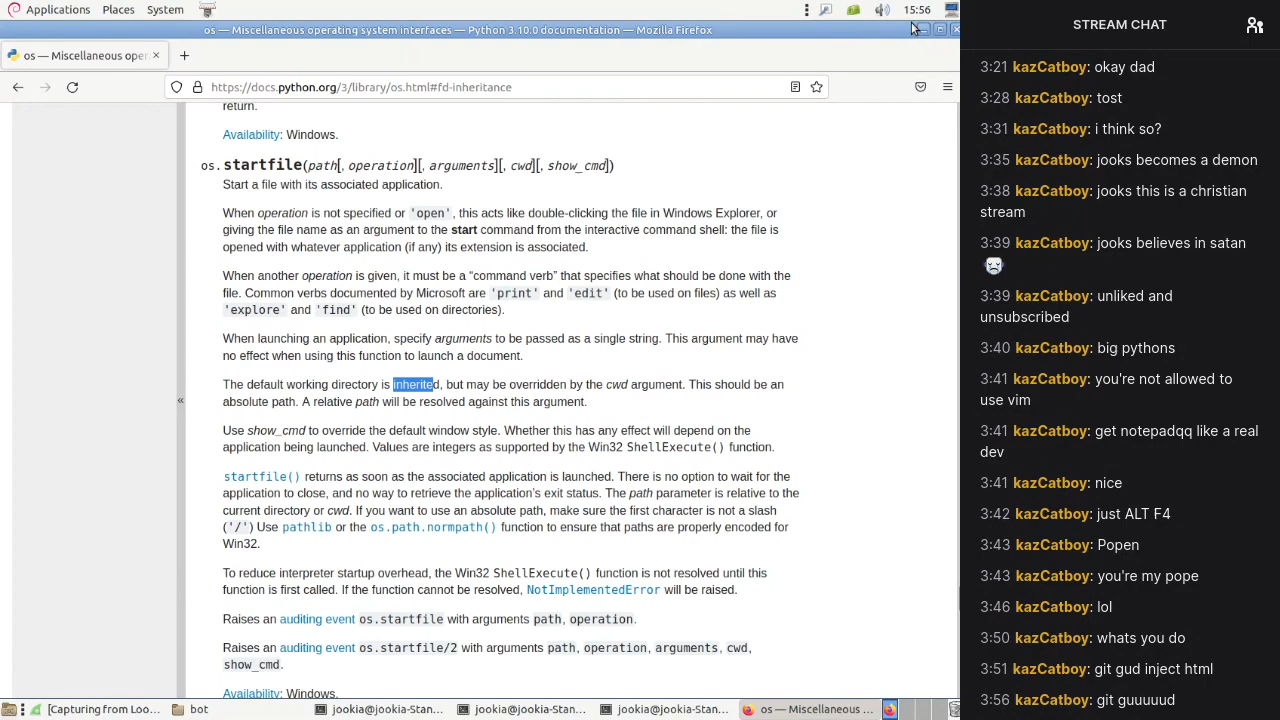 Applications Places System 15:56
os — Miscellaneous operating system interfaces — Python 3.10.0 documentation — Mozilla Firefox
os — Miscellaneous oper
https://docs.python.org/3/library/os.html#fd-inheritance
return.
Availability: Windows.
os.startfile(path[, operation][, arguments][, cwd][, show_cmd])
Start a file with its associated application.
When operation is not specified or 'open', this acts like double-clicking the file in Windows Explorer, or
giving the file name as an argument to the start command from the interactive command shell: the file is
opened with whatever application (if any) its extension is associated.
When another operation is given, it must be a “command verb” that specifies what should be done with the
file. Common verbs documented by Microsoft are 'print' and 'edit' (to be used on files) as well as
'explore' and 'find' (to be used on directories).
When launching an application, specify arguments to be passed as a single string. This argument may have
no effect when using this function to launch a document.
The default working directory is inherited, but may be overridden by the cwd argument. This should be an
absolute path. A relative path will be resolved against this argument.
Use show_cmd to override the default window style. Whether this has any effect will depend on the
application being launched. Values are integers as supported by the Win32 ShellExecute() function.
startfile() returns as soon as the associated application is launched. There is no option to wait for the
application to close, and no way to retrieve the application’s exit status. The path parameter is relative to the
current directory or cwd. If you want to use an absolute path, make sure the first character is not a slash
('/') Use pathlib or the os.path.normpath() function to ensure that paths are properly encoded for
Win32.
To reduce interpreter startup overhead, the Win32 ShellExecute() function is not resolved until this
function is first called. If the function cannot be resolved, NotImplementedError will be raised.
Raises an auditing event os.startfile with arguments path, operation.
Raises an auditing event os.startfile/2 with arguments path, operation, arguments, cwd,
show_cmd.
Availability: Windows.
«
[Capturing from Loo... bot jookia@jookia-Stan... jookia@jookia-Stan... jookia@jookia-Stan... os — Miscellaneous ...
STREAM CHAT
3:21 kazCatboy: okay dad
3:28 kazCatboy: tost
3:31 kazCatboy: i think so?
3:35 kazCatboy: jooks becomes a demon
3:38 kazCatboy: jooks this is a christian
stream
3:39 kazCatboy: jooks believes in satan
3:39 kazCatboy: unliked and
unsubscribed
3:40 kazCatboy: big pythons
3:41 kazCatboy: you're not allowed to
use vim
3:41 kazCatboy: get notepadqq like a real
dev
3:41 kazCatboy: nice
3:42 kazCatboy: just ALT F4
3:43 kazCatboy: Popen
3:43 kazCatboy: you're my pope
3:46 kazCatboy: lol
3:50 kazCatboy: whats you do
3:51 kazCatboy: git gud inject html
3:56 kazCatboy: git guuuuud